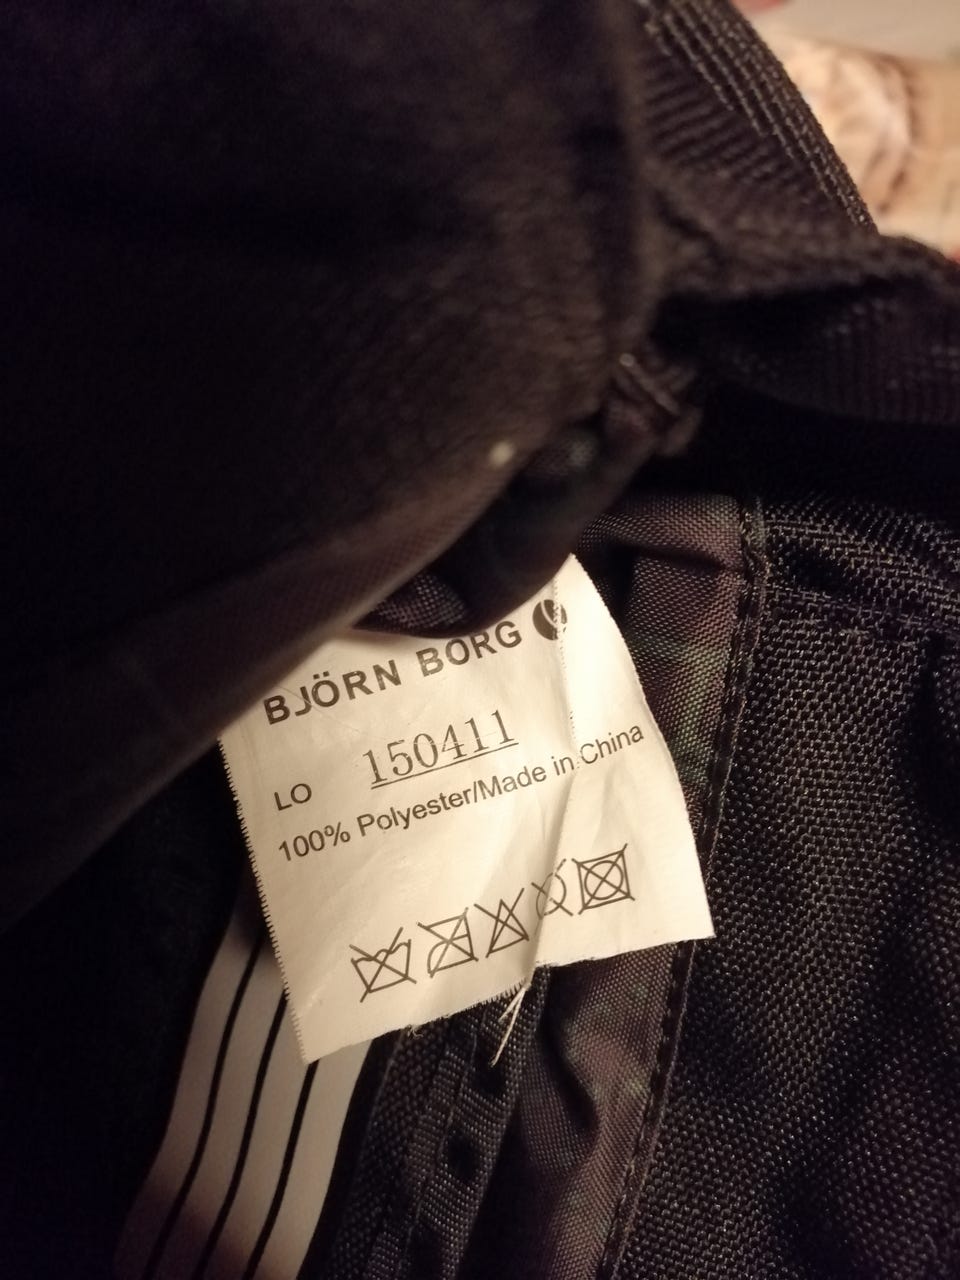 BJÖRN BORG
LO 150411
100% Polyester/Made in China